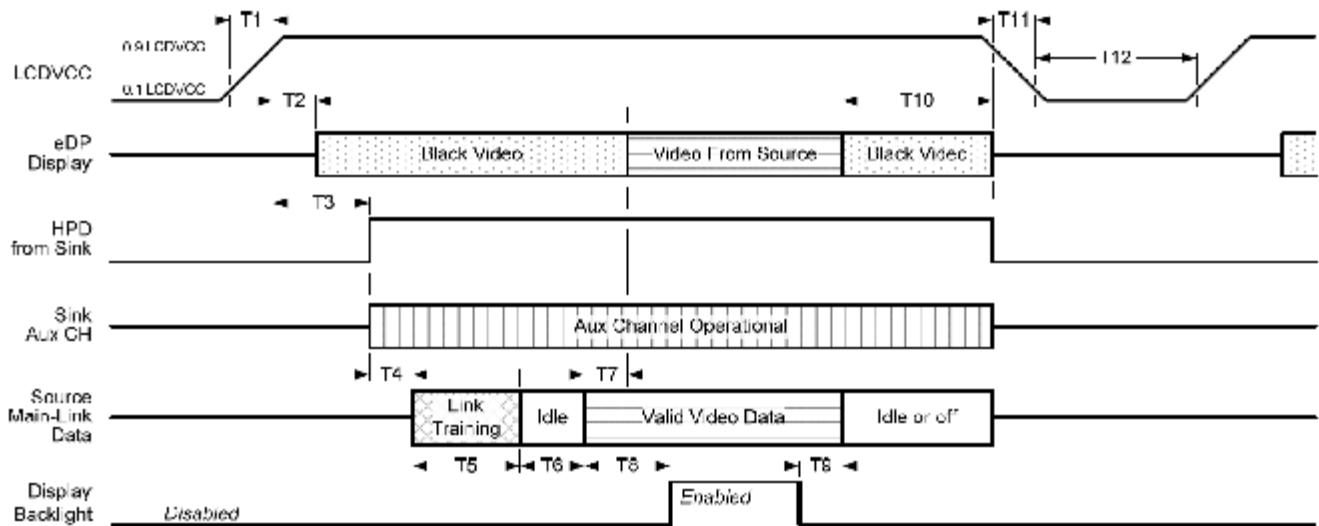 T1
T11
0.9 LCDVCC
LCDVCC
T12
0.1 LCDVCC
T2
T10
eDP
Display
Black Video
Video From Source
Black Video
T3
HPD
from Sink
Sink
Aux CH
Aux Channel Operational
T4
T7
Source
Main-Link
Data
Link
Training
Idle
Valid Video Data
Idle or off
T5
T6
T8
T9
Display
Backlight
Disabled
Enabled